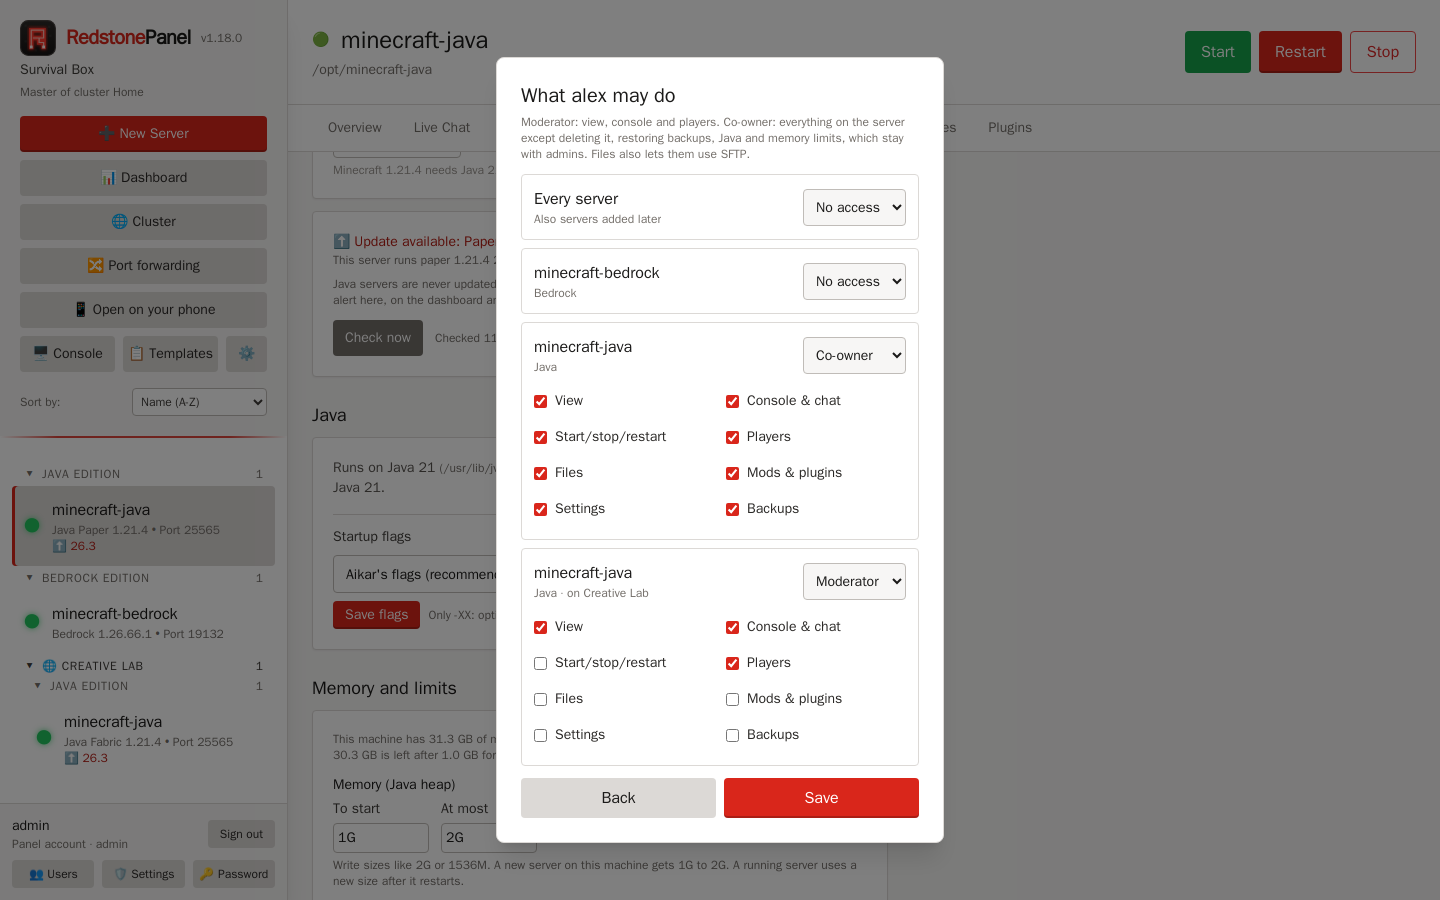 RedstonePanel v1.18.0
Survival Box
Master of cluster Home
➕ New Server
📊 Dashboard
🌐 Cluster
🔀 Port forwarding
📱 Open on your phone
🖥️ Console
📋 Templates
⚙️
Sort by:
Name (A-Z)
▼ JAVA EDITION 1
minecraft-java
Java Paper 1.21.4 • Port 25565
⬆️ 26.3
▼ BEDROCK EDITION 1
minecraft-bedrock
Bedrock 1.26.66.1 • Port 19132
▼ 🌐 CREATIVE LAB 1
▼ JAVA EDITION 1
minecraft-java
Java Fabric 1.21.4 • Port 25565
⬆️ 26.3
admin
Panel account · admin
Sign out
👥 Users
🛡️ Settings
🔑 Password
minecraft-java
/opt/minecraft-java
Start
Restart
Stop
Overview
Live Chat
Plugins
Minecraft 1.21.4 needs Java 2
⬆️ Update available: Pape
This server runs paper 1.21.4
Java servers are never updated
alert here, on the dashboard
Check now
Checked 11
Java
Runs on Java 21 (/usr/lib/jv
Java 21.
Startup flags
Aikar's flags (recommen
Save flags
Only -XX: opti
Memory and limits
This machine has 31.3 GB of
30.3 GB is left after 1.0 GB for
Memory (Java heap)
To start
At most
1G
2G
Write sizes like 2G or 1536M. A new server on this machine gets 1G to 2G. A running server uses a
new size after it restarts.
What alex may do
Moderator: view, console and players. Co-owner: everything on the server
except deleting it, restoring backups, Java and memory limits, which stay
with admins. Files also lets them use SFTP.
Every server
Also servers added later
No access
minecraft-bedrock
Bedrock
No access
minecraft-java
Java
Co-owner
View
Console & chat
Start/stop/restart
Players
Files
Mods & plugins
Settings
Backups
minecraft-java
Java · on Creative Lab
Moderator
View
Console & chat
Start/stop/restart
Players
Files
Mods & plugins
Settings
Backups
Back
Save